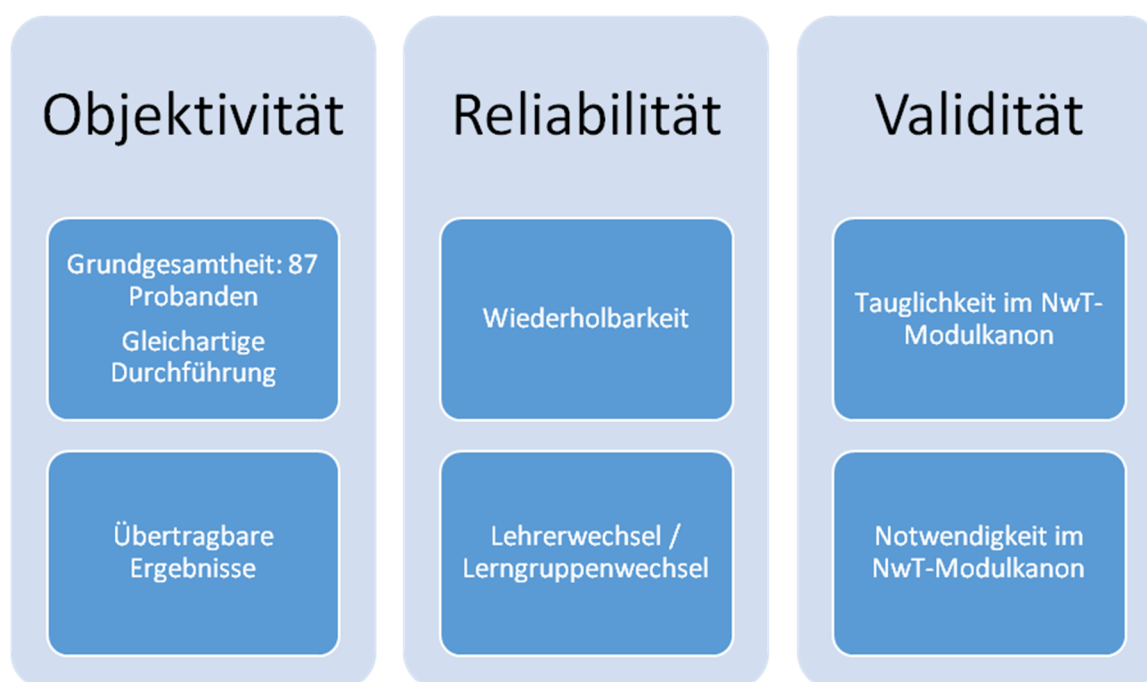 Objektivität
Grundgesamtheit: 87
Probanden
Gleichartige
Durchführung
Übertragbare
Ergebnisse
Reliabilität
Wiederholbarkeit
Lehrerwechsel /
Lerngruppenwechsel
Validität
Tauglichkeit im NwT-
Modulkanon
Notwendigkeit im
NwT-Modulkanon